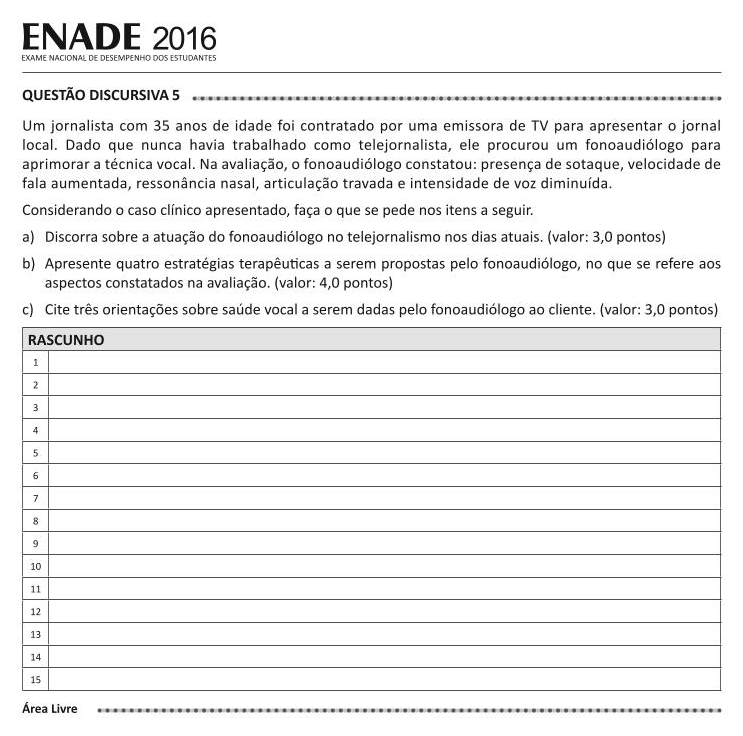 ENADE 2016
EXAME NACIONAL DE DESEMPENHO DOS ESTUDANTES
QUESTÃO DISCURSIVA 5
Um jornalista com 35 anos de idade foi contratado por uma emissora de TV para apresentar o jornal
local. Dado que nunca havia trabalhado como telejornalista, ele procurou um fonoaudiólogo para
aprimorar a técnica vocal. Na avaliação, o fonoaudiólogo constatou: presença de sotaque, velocidade de
fala aumentada, ressonância nasal, articulação travada e intensidade de voz diminuída.
Considerando o caso clínico apresentado, faça o que se pede nos itens a seguir.
a) Discorra sobre a atuação do fonoaudiólogo no telejornalismo nos dias atuais. (valor: 3,0 pontos)
b) Apresente quatro estratégias terapêuticas a serem propostas pelo fonoaudiólogo, no que se refere aos
aspectos constatados na avaliação. (valor: 4,0 pontos)
c) Cite três orientações sobre saúde vocal a serem dadas pelo fonoaudiólogo ao cliente. (valor: 3,0 pontos)
RASCUNHO
1
2
3
4
5
6
7
8
9
10
11
12
13
14
15
Área Livre